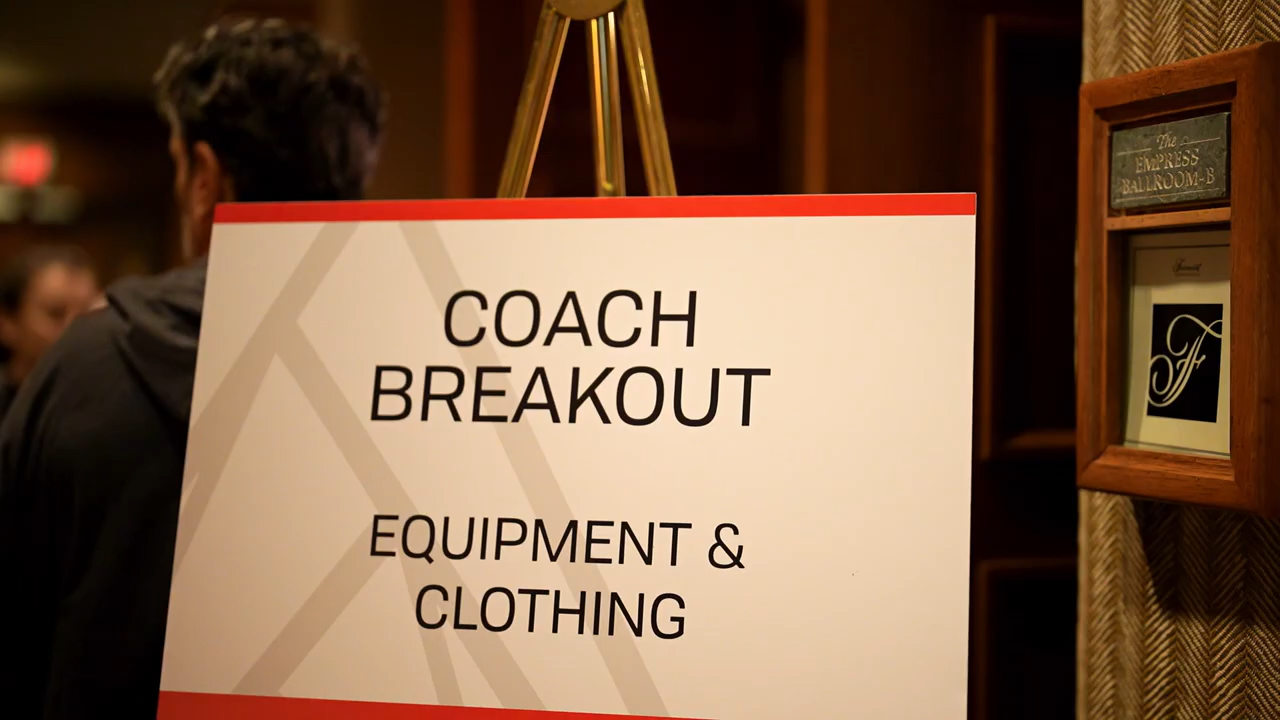 COACH
BREAKOUT
EQUIPMENT &
CLOTHING
The
EMPRESS
BALLROOM-B